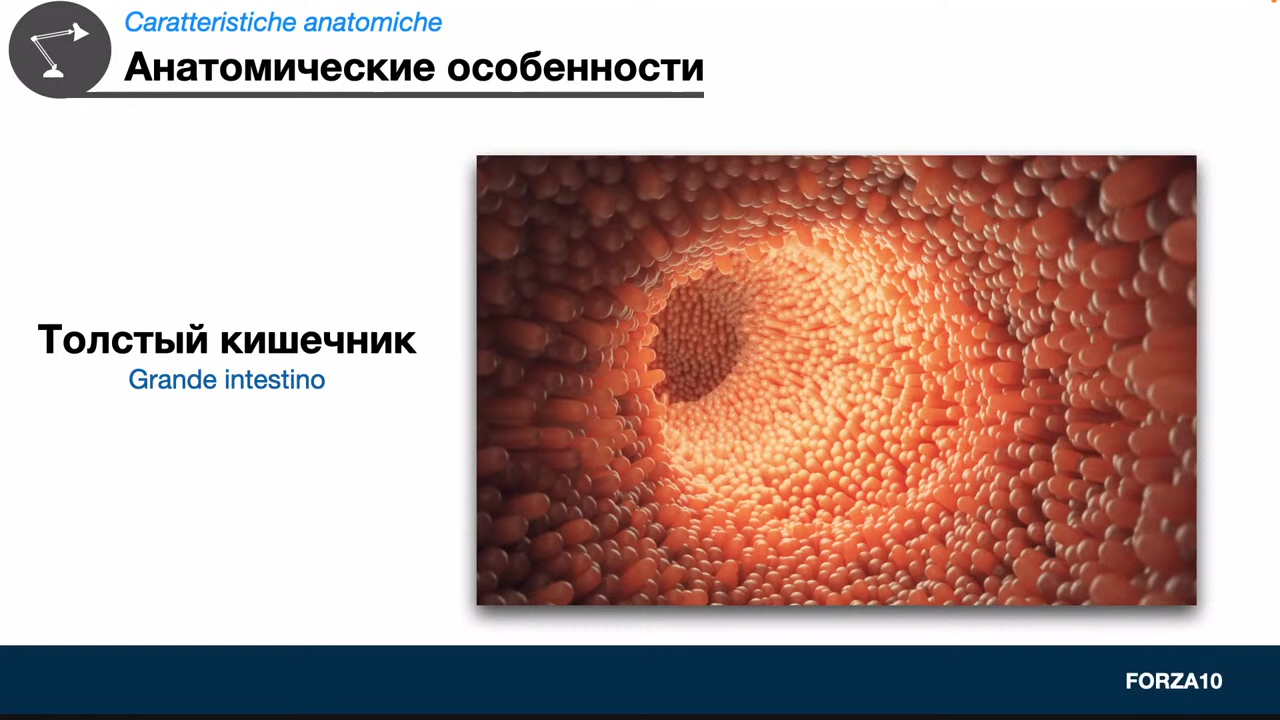 Caratteristiche anatomiche
Анатомические особенности
Толстый кишечник
Grande intestino
FORZA10